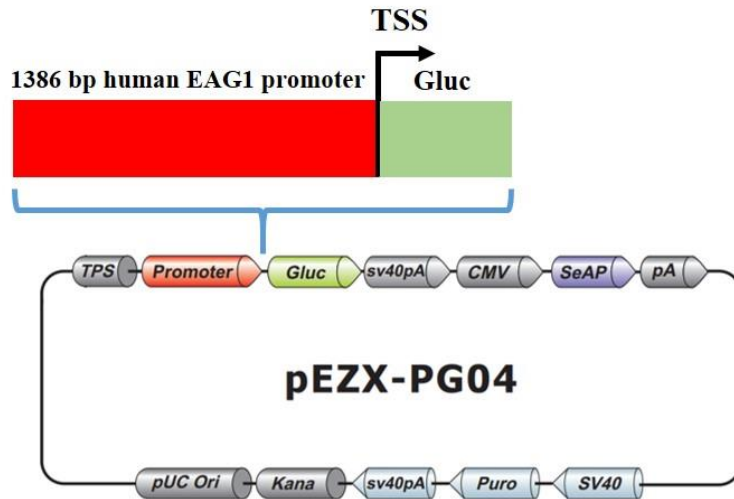 TSS
1386 bp human EAG1 promoter
Gluc
TPS
Promoter
Gluc
sv40pA
CMV
SeAP
pA
pEZX-PG04
pUC Ori
Kana
sv40pA
Puro
SV40